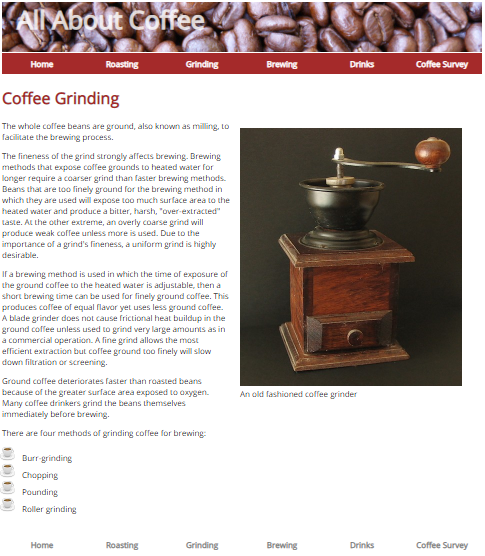 All About Coffee
Home Roasting Grinding Brewing Drinks Coffee Survey
Coffee Grinding
The whole coffee beans are ground, also known as milling, to
facilitate the brewing process.
The fineness of the grind strongly affects brewing. Brewing
methods that expose coffee grounds to heated water for
longer require a coarser grind than faster brewing methods.
Beans that are too finely ground for the brewing method in
which they are used will expose too much surface area to the
heated water and produce a bitter, harsh, "over-extracted"
taste. At the other extreme, an overly coarse grind will
produce weak coffee unless more is used. Due to the
importance of a grind's fineness, a uniform grind is highly
desirable.
If a brewing method is used in which the time of exposure of
the ground coffee to the heated water is adjustable, then a
short brewing time can be used for finely ground coffee. This
produces coffee of equal flavor yet uses less ground coffee.
A blade grinder does not cause frictional heat buildup in the
ground coffee unless used to grind very large amounts as in
a commercial operation. A fine grind allows the most
efficient extraction but coffee ground too finely will slow
down filtration or screening.
Ground coffee deteriorates faster than roasted beans
because of the greater surface area exposed to oxygen.
Many coffee drinkers grind the beans themselves
immediately before brewing.
There are four methods of grinding coffee for brewing:
Burr-grinding
Chopping
Pounding
Roller grinding
An old fashioned coffee grinder
Home Roasting Grinding Brewing Drinks Coffee Survey